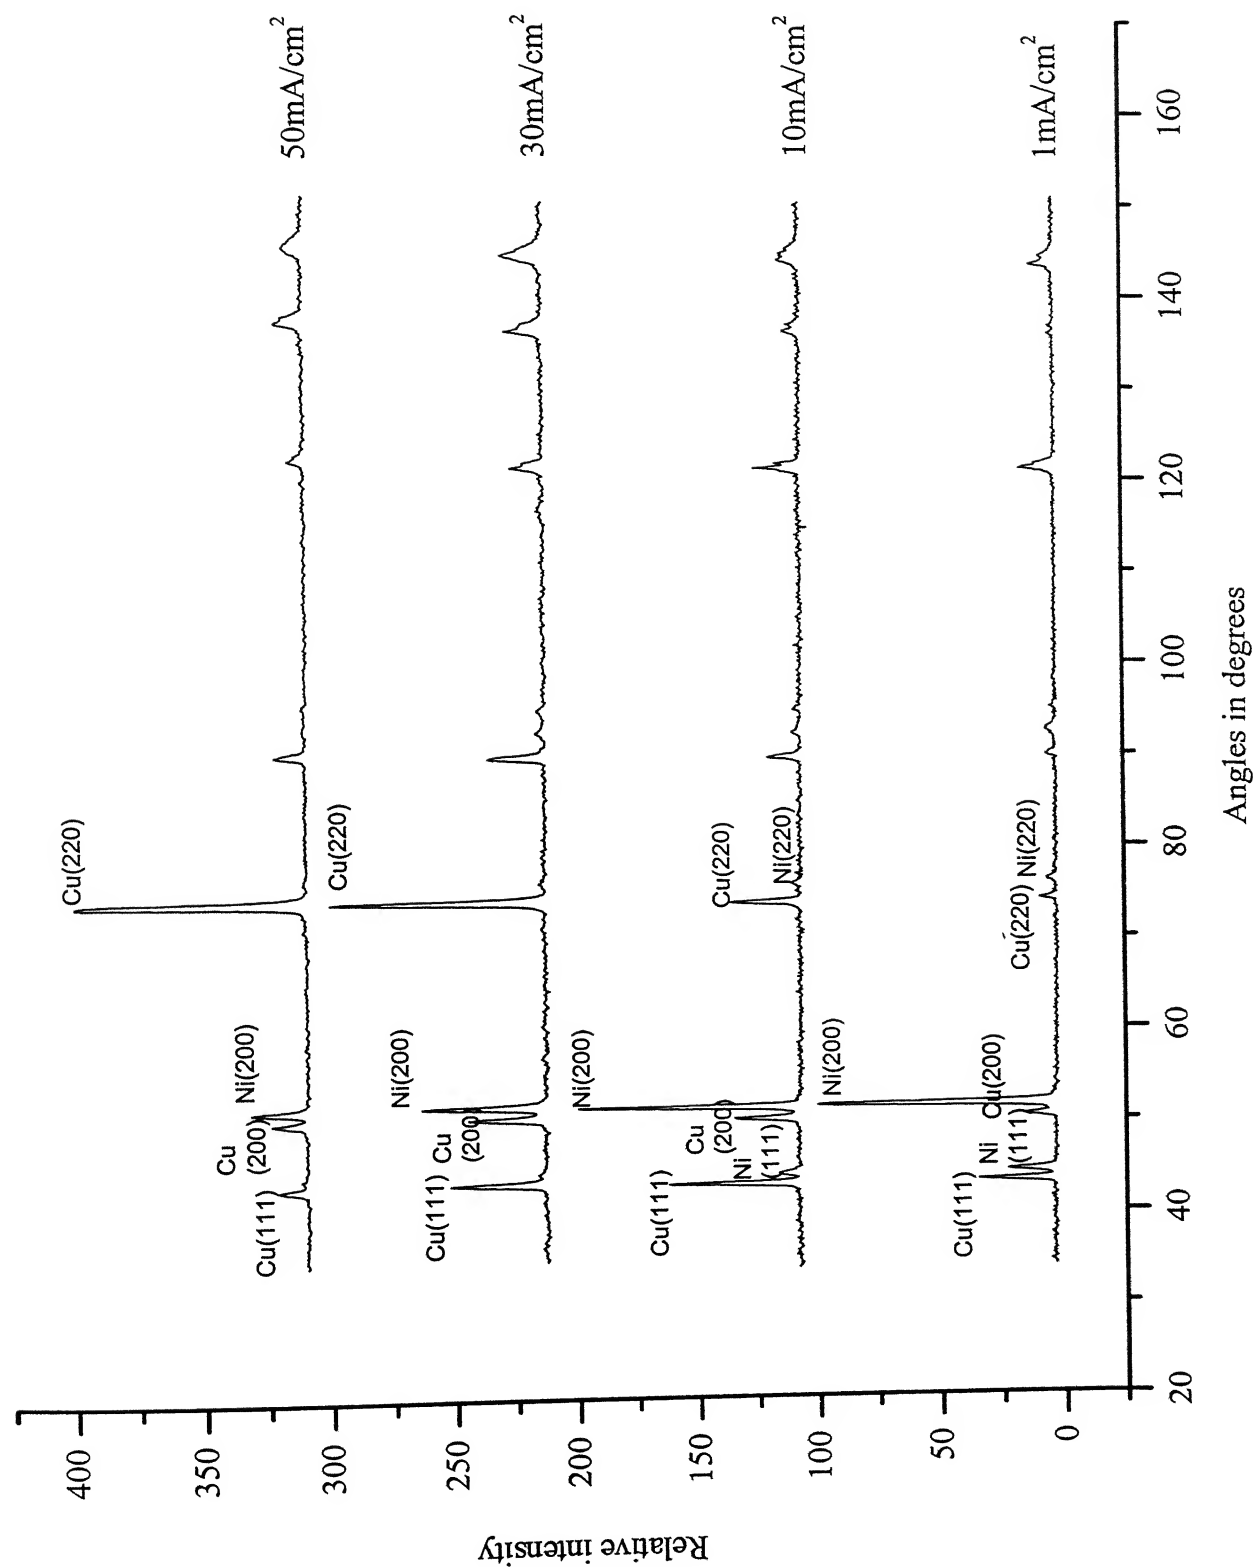 Relative intensity
400
350
300
250
200
150
100
50
0
50mA/cm²
Cu(111)
Cu
(200)
Ni(200)
Cu(220)
30mA/cm²
Cu(111)
Cu
(200)
Ni(200)
Cu(220)
10mA/cm²
Cu(111)
Ni
(111)
Cu
(200)
Ni(200)
Cu(220)
Ni(220)
1mA/cm²
Cu(111)
Ni
(111)
Cu(200)
Ni(200)
Cu(220)
Ni(220)
20
40
60
80
100
120
140
160
Angles in degrees